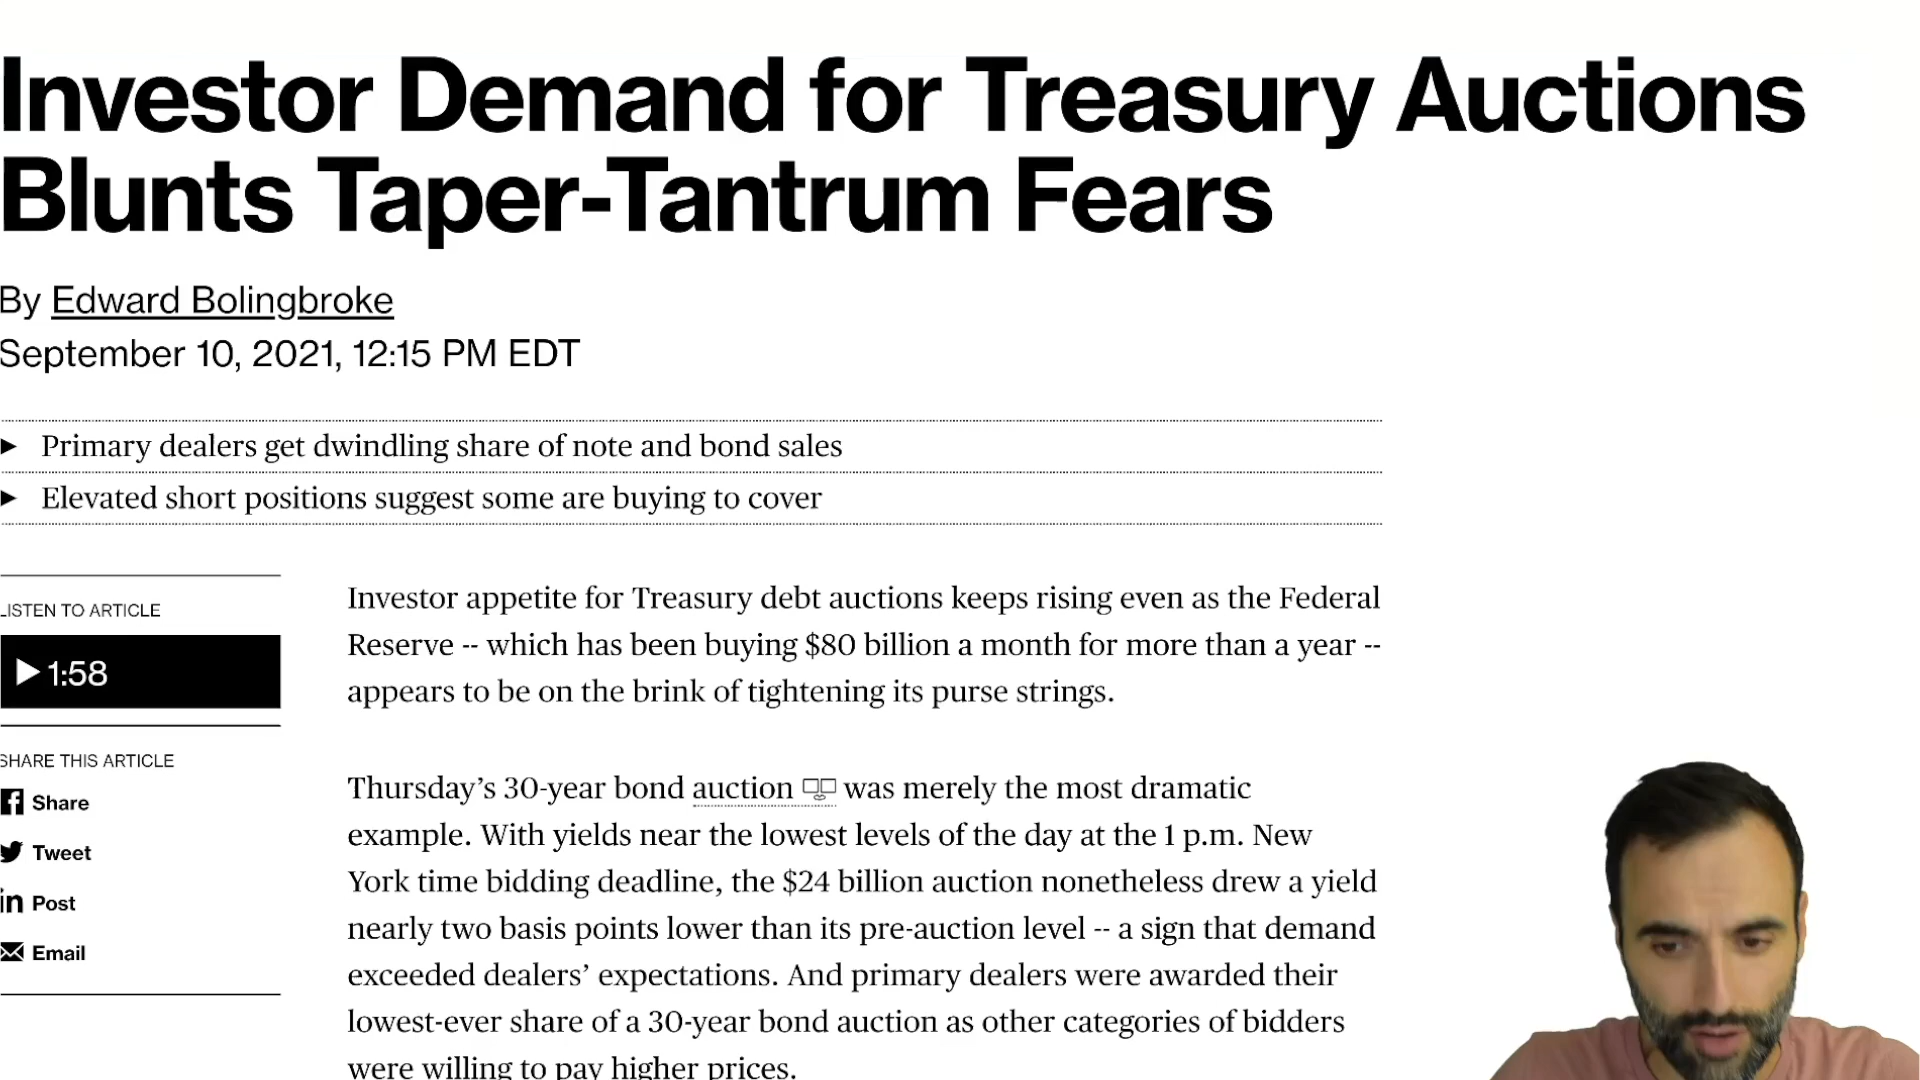 Investor Demand for Treasury Auctions
Blunts Taper-Tantrum Fears
By Edward Bolingbroke
September 10, 2021, 12:15 PM EDT
Primary dealers get dwindling share of note and bond sales
Elevated short positions suggest some are buying to cover
LISTEN TO ARTICLE
1:58
SHARE THIS ARTICLE
Share
Tweet
in Post
Email
Investor appetite for Treasury debt auctions keeps rising even as the Federal
Reserve -- which has been buying $80 billion a month for more than a year --
appears to be on the brink of tightening its purse strings.
Thursday’s 30-year bond auction was merely the most dramatic
example. With yields near the lowest levels of the day at the 1 p.m. New
York time bidding deadline, the $24 billion auction nonetheless drew a yield
nearly two basis points lower than its pre-auction level -- a sign that demand
exceeded dealers’ expectations. And primary dealers were awarded their
lowest-ever share of a 30-year bond auction as other categories of bidders
were willing to pay higher prices.